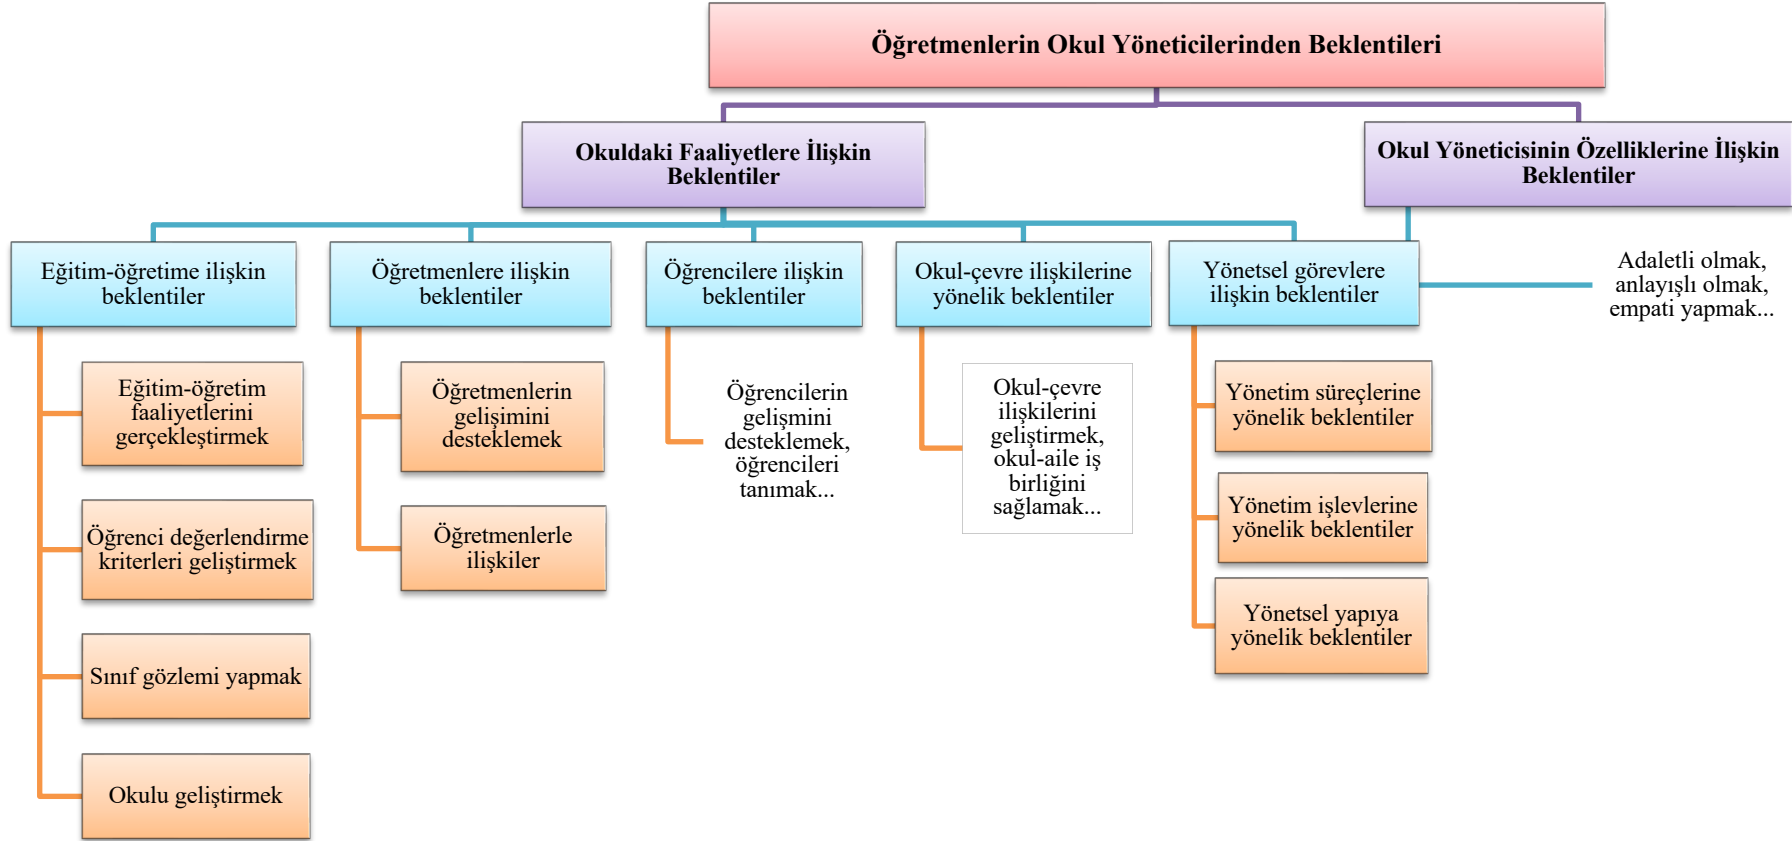 Öğretmenlerin Okul Yöneticilerinden Beklentileri
Okuldaki Faaliyetlere İlişkin
Beklentiler
Okul Yöneticisinin Özelliklerine İlişkin
Beklentiler
Eğitim-öğretime ilişkin
beklentiler
Öğretmenlere ilişkin
beklentiler
Öğrencilere ilişkin
beklentiler
Okul-çevre ilişkilerine
yönelik beklentiler
Yönetsel görevlere
ilişkin beklentiler
Adaletli olmak,
anlayışlı olmak,
empati yapmak...
Eğitim-öğretim
faaliyetlerini
gerçekleştirmek
Öğrenci değerlendirme
kriterleri geliştirmek
Sınıf gözlemi yapmak
Okulu geliştirmek
Öğretmenlerin
gelişimini
desteklemek
Öğretmenlerle
ilişkiler
Öğrencilerin
gelişmini
desteklemek,
öğrencileri
tanımak...
Okul-çevre
ilişkilerini
geliştirmek,
okul-aile iş
birliğini
sağlamak...
Yönetim süreçlerine
yönelik beklentiler
Yönetim işlevlerine
yönelik beklentiler
Yönetsel yapıya
yönelik beklentiler